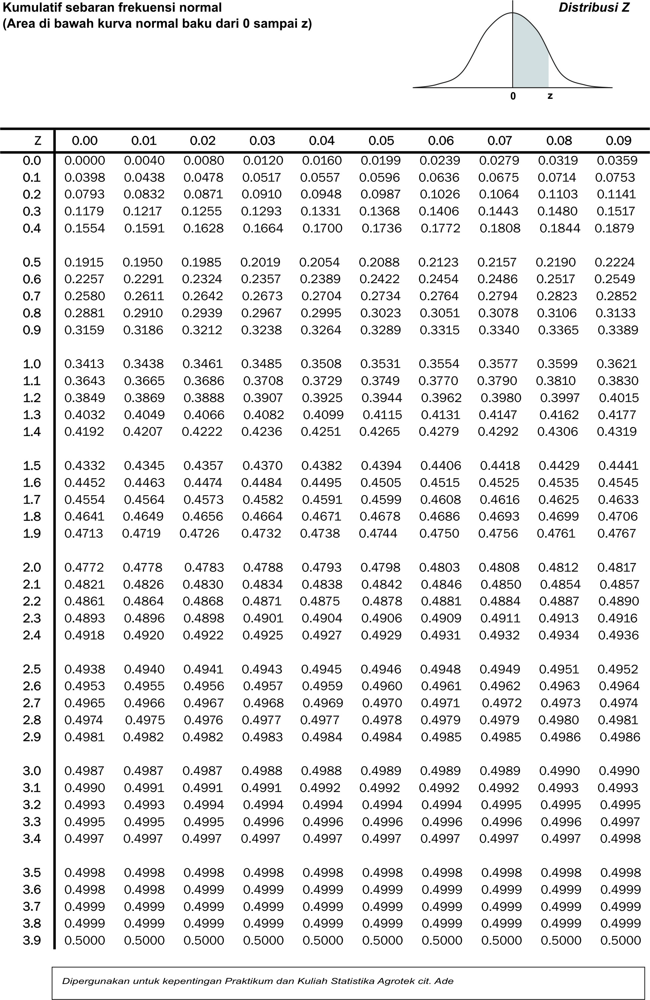 Kumulatif sebaran frekuensi normal
(Area di bawah kurva normal baku dari 0 sampai z)
Distribusi Z
0 z
Z 0.00 0.01 0.02 0.03 0.04 0.05 0.06 0.07 0.08 0.09
0.0 0.0000 0.0040 0.0080 0.0120 0.0160 0.0199 0.0239 0.0279 0.0319 0.0359
0.1 0.0398 0.0438 0.0478 0.0517 0.0557 0.0596 0.0636 0.0675 0.0714 0.0753
0.2 0.0793 0.0832 0.0871 0.0910 0.0948 0.0987 0.1026 0.1064 0.1103 0.1141
0.3 0.1179 0.1217 0.1255 0.1293 0.1331 0.1368 0.1406 0.1443 0.1480 0.1517
0.4 0.1554 0.1591 0.1628 0.1664 0.1700 0.1736 0.1772 0.1808 0.1844 0.1879
0.5 0.1915 0.1950 0.1985 0.2019 0.2054 0.2088 0.2123 0.2157 0.2190 0.2224
0.6 0.2257 0.2291 0.2324 0.2357 0.2389 0.2422 0.2454 0.2486 0.2517 0.2549
0.7 0.2580 0.2611 0.2642 0.2673 0.2704 0.2734 0.2764 0.2794 0.2823 0.2852
0.8 0.2881 0.2910 0.2939 0.2967 0.2995 0.3023 0.3051 0.3078 0.3106 0.3133
0.9 0.3159 0.3186 0.3212 0.3238 0.3264 0.3289 0.3315 0.3340 0.3365 0.3389
1.0 0.3413 0.3438 0.3461 0.3485 0.3508 0.3531 0.3554 0.3577 0.3599 0.3621
1.1 0.3643 0.3665 0.3686 0.3708 0.3729 0.3749 0.3770 0.3790 0.3810 0.3830
1.2 0.3849 0.3869 0.3888 0.3907 0.3925 0.3944 0.3962 0.3980 0.3997 0.4015
1.3 0.4032 0.4049 0.4066 0.4082 0.4099 0.4115 0.4131 0.4147 0.4162 0.4177
1.4 0.4192 0.4207 0.4222 0.4236 0.4251 0.4265 0.4279 0.4292 0.4306 0.4319
1.5 0.4332 0.4345 0.4357 0.4370 0.4382 0.4394 0.4406 0.4418 0.4429 0.4441
1.6 0.4452 0.4463 0.4474 0.4484 0.4495 0.4505 0.4515 0.4525 0.4535 0.4545
1.7 0.4554 0.4564 0.4573 0.4582 0.4591 0.4599 0.4608 0.4616 0.4625 0.4633
1.8 0.4641 0.4649 0.4656 0.4664 0.4671 0.4678 0.4686 0.4693 0.4699 0.4706
1.9 0.4713 0.4719 0.4726 0.4732 0.4738 0.4744 0.4750 0.4756 0.4761 0.4767
2.0 0.4772 0.4778 0.4783 0.4788 0.4793 0.4798 0.4803 0.4808 0.4812 0.4817
2.1 0.4821 0.4826 0.4830 0.4834 0.4838 0.4842 0.4846 0.4850 0.4854 0.4857
2.2 0.4861 0.4864 0.4868 0.4871 0.4875 0.4878 0.4881 0.4884 0.4887 0.4890
2.3 0.4893 0.4896 0.4898 0.4901 0.4904 0.4906 0.4909 0.4911 0.4913 0.4916
2.4 0.4918 0.4920 0.4922 0.4925 0.4927 0.4929 0.4931 0.4932 0.4934 0.4936
2.5 0.4938 0.4940 0.4941 0.4943 0.4945 0.4946 0.4948 0.4949 0.4951 0.4952
2.6 0.4953 0.4955 0.4956 0.4957 0.4959 0.4960 0.4961 0.4962 0.4963 0.4964
2.7 0.4965 0.4966 0.4967 0.4968 0.4969 0.4970 0.4971 0.4972 0.4973 0.4974
2.8 0.4974 0.4975 0.4976 0.4977 0.4977 0.4978 0.4979 0.4979 0.4980 0.4981
2.9 0.4981 0.4982 0.4982 0.4983 0.4984 0.4984 0.4985 0.4985 0.4986 0.4986
3.0 0.4987 0.4987 0.4987 0.4988 0.4988 0.4989 0.4989 0.4989 0.4990 0.4990
3.1 0.4990 0.4991 0.4991 0.4991 0.4992 0.4992 0.4992 0.4992 0.4993 0.4993
3.2 0.4993 0.4993 0.4994 0.4994 0.4994 0.4994 0.4994 0.4995 0.4995 0.4995
3.3 0.4995 0.4995 0.4995 0.4996 0.4996 0.4996 0.4996 0.4996 0.4996 0.4997
3.4 0.4997 0.4997 0.4997 0.4997 0.4997 0.4997 0.4997 0.4997 0.4997 0.4998
3.5 0.4998 0.4998 0.4998 0.4998 0.4998 0.4998 0.4998 0.4998 0.4998 0.4998
3.6 0.4998 0.4998 0.4999 0.4999 0.4999 0.4999 0.4999 0.4999 0.4999 0.4999
3.7 0.4999 0.4999 0.4999 0.4999 0.4999 0.4999 0.4999 0.4999 0.4999 0.4999
3.8 0.4999 0.4999 0.4999 0.4999 0.4999 0.4999 0.4999 0.4999 0.4999 0.4999
3.9 0.5000 0.5000 0.5000 0.5000 0.5000 0.5000 0.5000 0.5000 0.5000 0.5000
Dipergunakan untuk kepentingan Praktikum dan Kuliah Statistika Agrotek cit. Ade